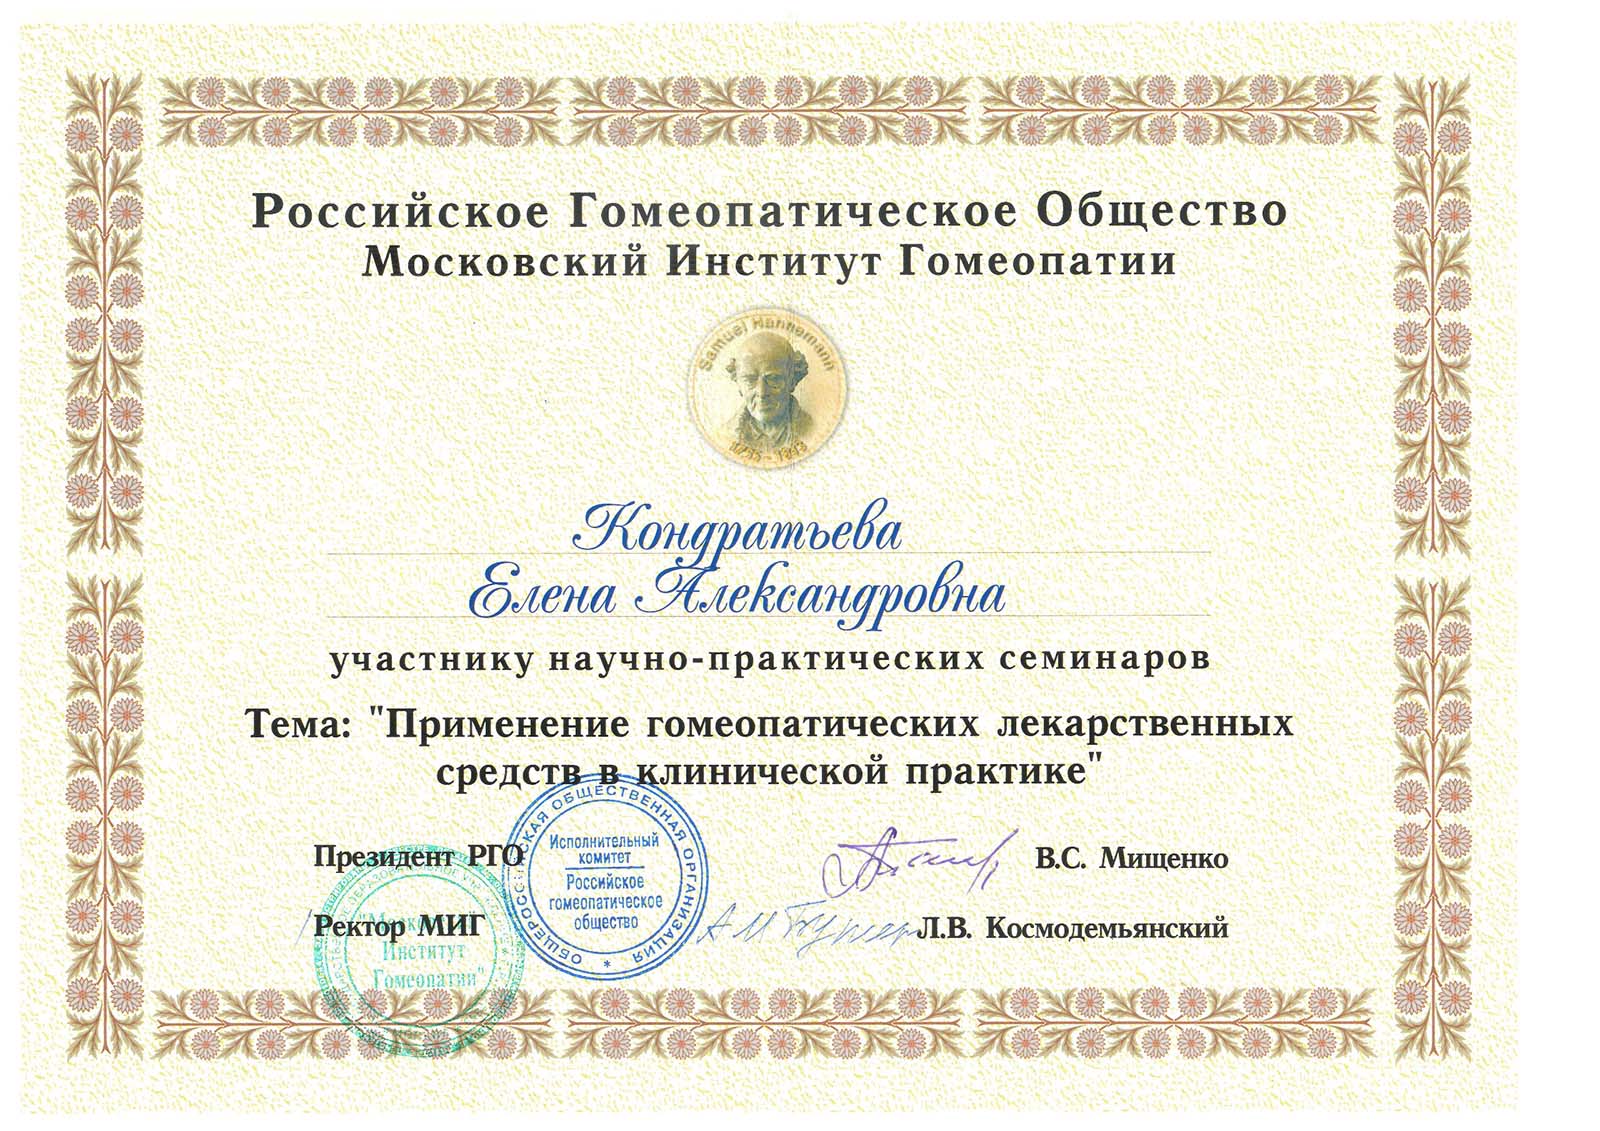 Российское Гомеопатическое Общество
Московский Институт Гомеопатии
Samuel Hahnemann
1755 - 1843
Кондратьева
Елена Александровна
участнику научно-практических семинаров
Тема: "Применение гомеопатических лекарственных
средств в клинической практике"
Президент РГО
В.С. Мищенко
Ректор МИГ
Л.В. Космодемьянский
ОБЩЕРОССИЙСКАЯ ОБЩЕСТВЕННАЯ ОРГАНИЗАЦИЯ *
Исполнительный
комитет
Российское
гомеопатическое
общество
"Московский
Институт
Гомеопатии"